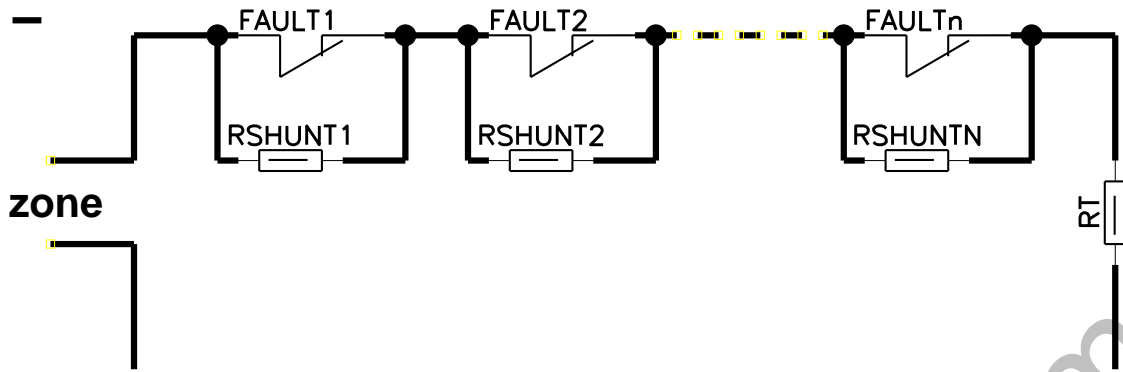 FAULT1
FAULT2
FAULTn
RSHUNT1
RSHUNT2
RSHUNTN
zone
RT